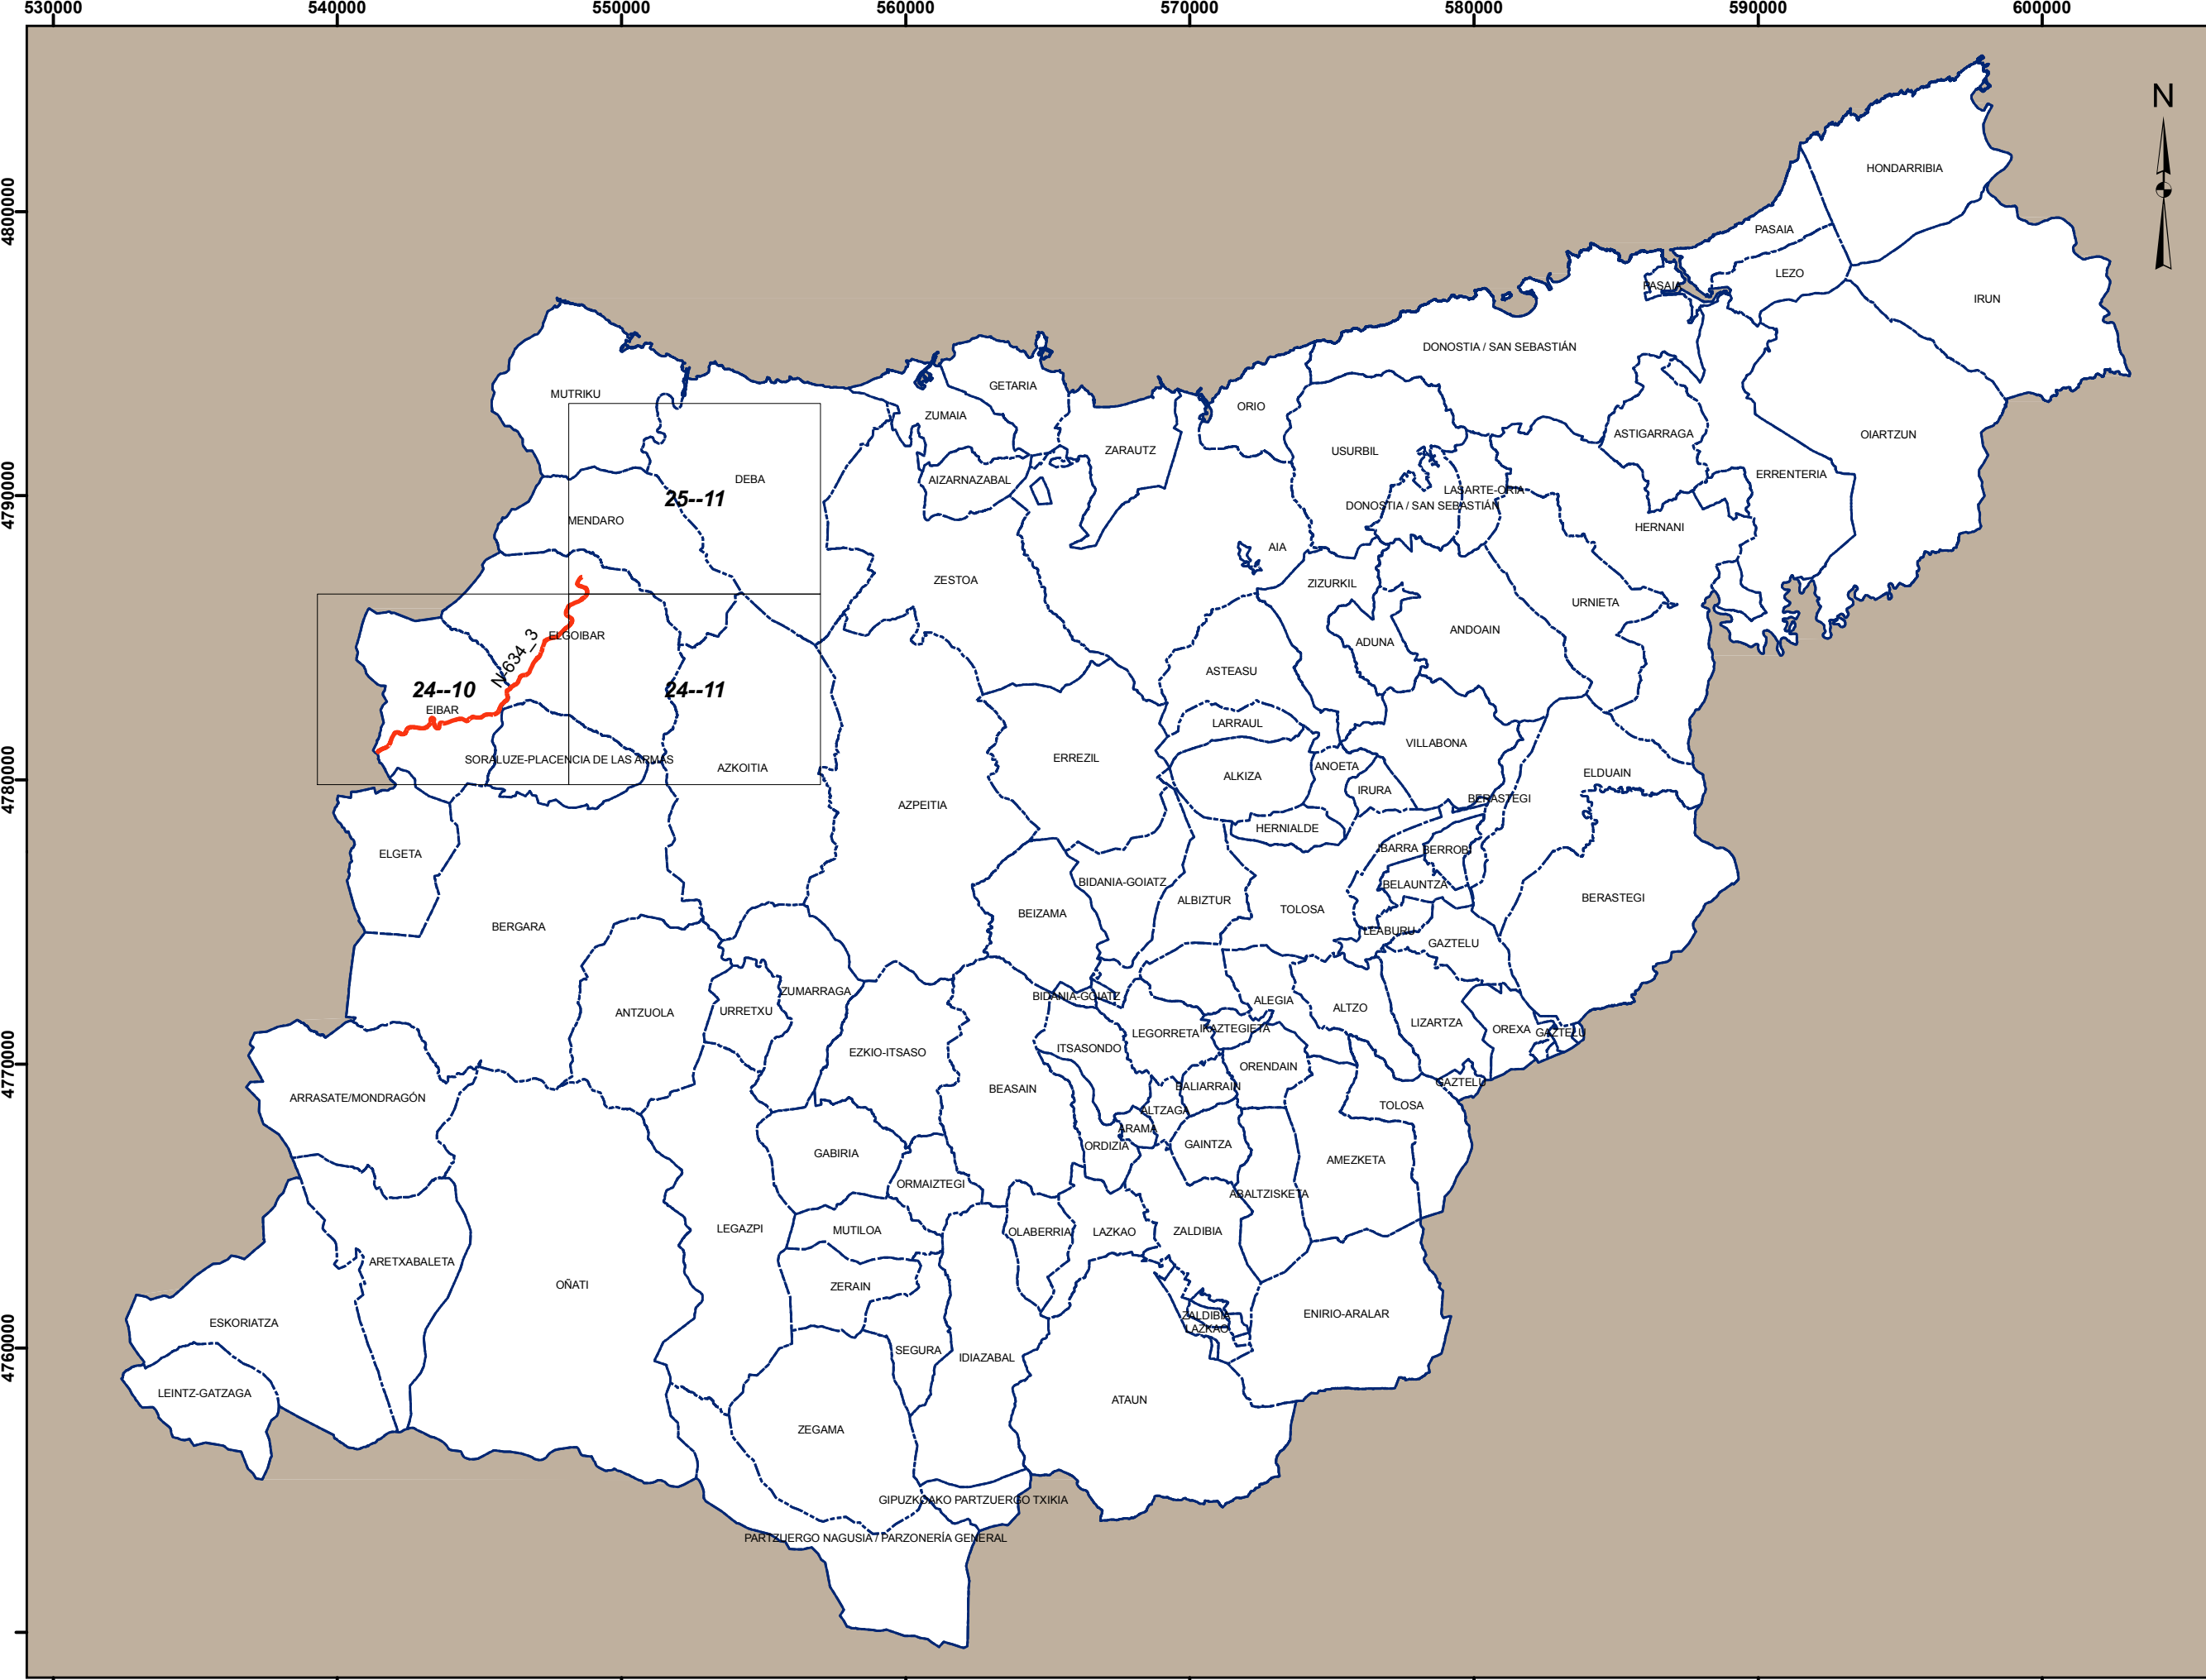 530000 540000 550000 560000 570000 580000 590000 600000
N
HONDARRIBIA
4800000
PASAIA
LEZO
PASAIA
IRUN
DONOSTIA / SAN SEBASTIÁN
GETARIA
MUTRIKU
ORIO
ZUMAIA
ASTIGARRAGA
OIARTZUN
ZARAUTZ
USURBIL
ERRENTERIA
DEBA
AIZARNAZABAL
LASARTE-ORIA
4790000
25--11
DONOSTIA / SAN SEBASTIÁN
MENDARO
HERNANI
AIA
ZESTOA
ZIZURKIL
URNIETA
ANDOAIN
ELGOIBAR
ADUNA
N-634_3
ASTEASU
24--10
24--11
EIBAR
LARRAUL
VILLABONA
SORALUZE-PLACENCIA DE LAS ARMAS
ERREZIL
AZKOITIA
ANOETA
ELDUAIN
4780000
ALKIZA
IRURA
BERASTEGI
AZPEITIA
HERNIALDE
IBARRA
BERROBI
ELGETA
BIDANIA-GOIATZ
BELAUNTZA
BERASTEGI
ALBIZTUR
TOLOSA
BEIZAMA
BERGARA
LEABURU
GAZTELU
ZUMARRAGA
BIDANIA-GOIATZ
ALEGIA
ALTZO
ANTZUOLA
URRETXU
LIZARTZA
OREXA
GAZTELU
IRAZTEGIETA
LEGORRETA
ITSASONDO
EZKIO-ITSASO
4770000
ORENDAIN
GAZTELU
BALIARRAIN
BEASAIN
ARRASATE/MONDRAGÓN
TOLOSA
ALTZAGA
ARAMA
GAINTZA
ORDIZIA
GABIRIA
AMEZKETA
ORMAIZTEGI
ABALTZISKETA
LEGAZPI
MUTILOA
OLABERRIA
LAZKAO
ZALDIBIA
ARETXABALETA
OÑATI
ZERAIN
ENIRIO-ARALAR
ZALDIBIA
ESKORIATZA
LAZKAO
4760000
SEGURA
IDIAZABAL
LEINTZ-GATZAGA
ATAUN
ZEGAMA
GIPUZKOAKO PARTZUERGO TXIKIA
PARTZUERGO NAGUSIA / PARZONERÍA GENERAL